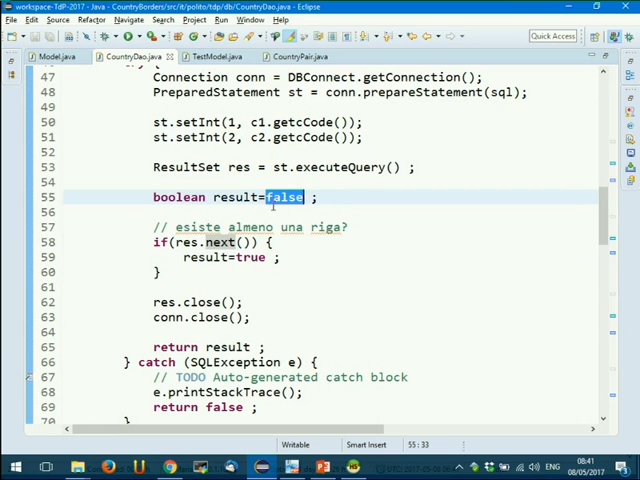 workspace-TdP-2017 - Java - CountryBorders/src/it/polito/tdp/db/CountryDao.java - Eclipse
File Edit Source Refactor Navigate Search Project Run Window Help
Quick Access
Model.java CountryDao.java TestModel.java CountryPair.java
47 Connection conn = DBConnect.getConnection();
48 PreparedStatement st = conn.prepareStatement(sql);
49
50 st.setInt(1, c1.getcCode());
51 st.setInt(2, c2.getcCode());
52
53 ResultSet res = st.executeQuery() ;
54
55 boolean result=false ;
56
57 // esiste almeno una riga?
58 if(res.next()) {
59 result=true ;
60 }
61
62 res.close();
63 conn.close();
64
65 return result ;
66 } catch (SQLException e) {
67 // TODO Auto-generated catch block
68 e.printStackTrace();
69 return false ;
70 }
Writable Smart Insert 55 : 33
ENG
08:41
08/05/2017